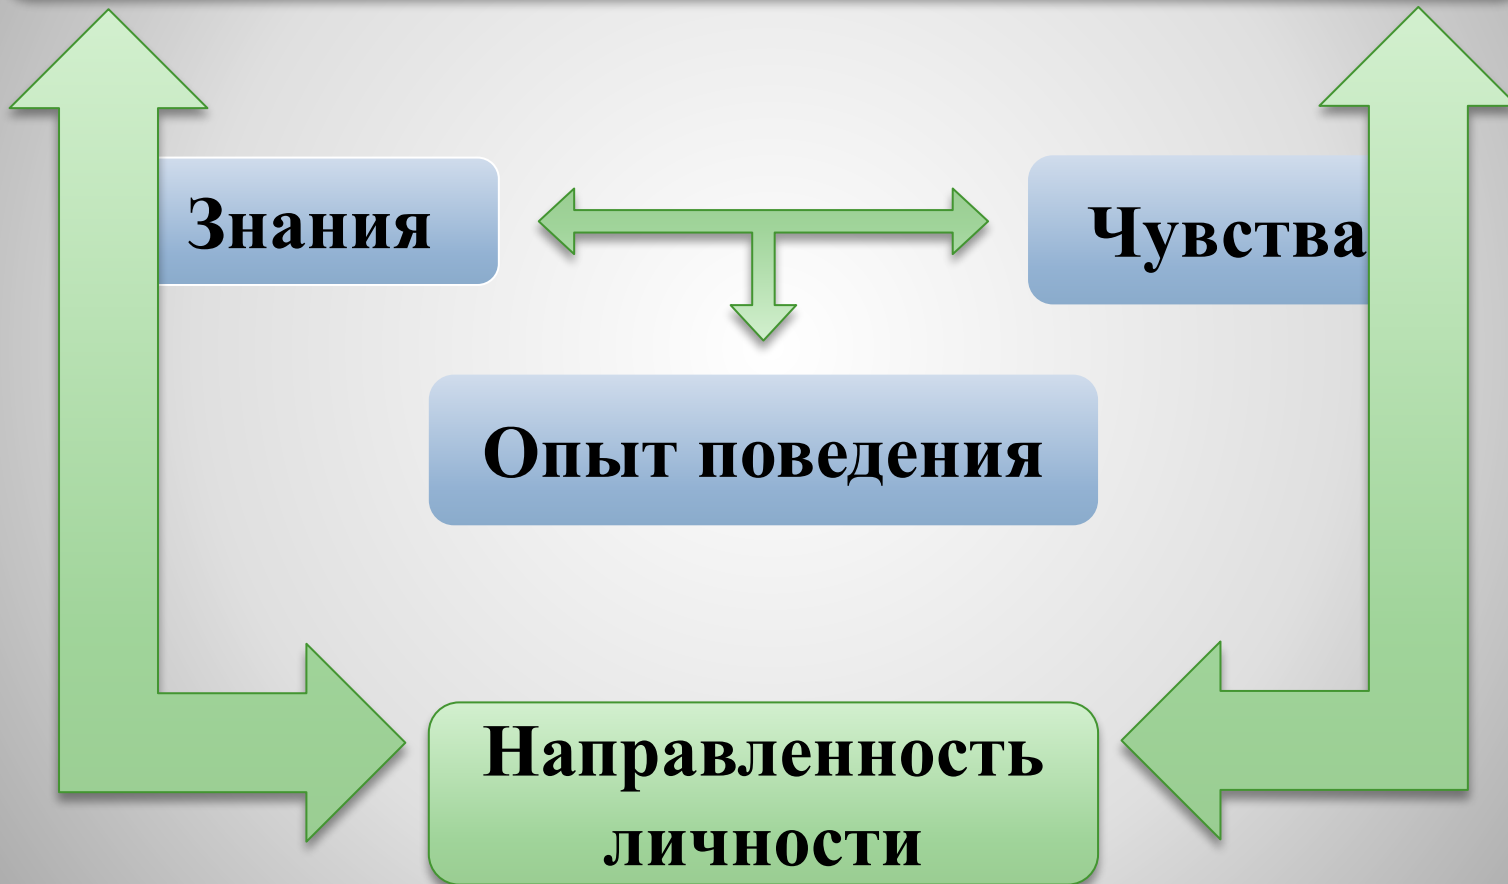 Знания
Чувства
Опыт поведения
Направленность
личности